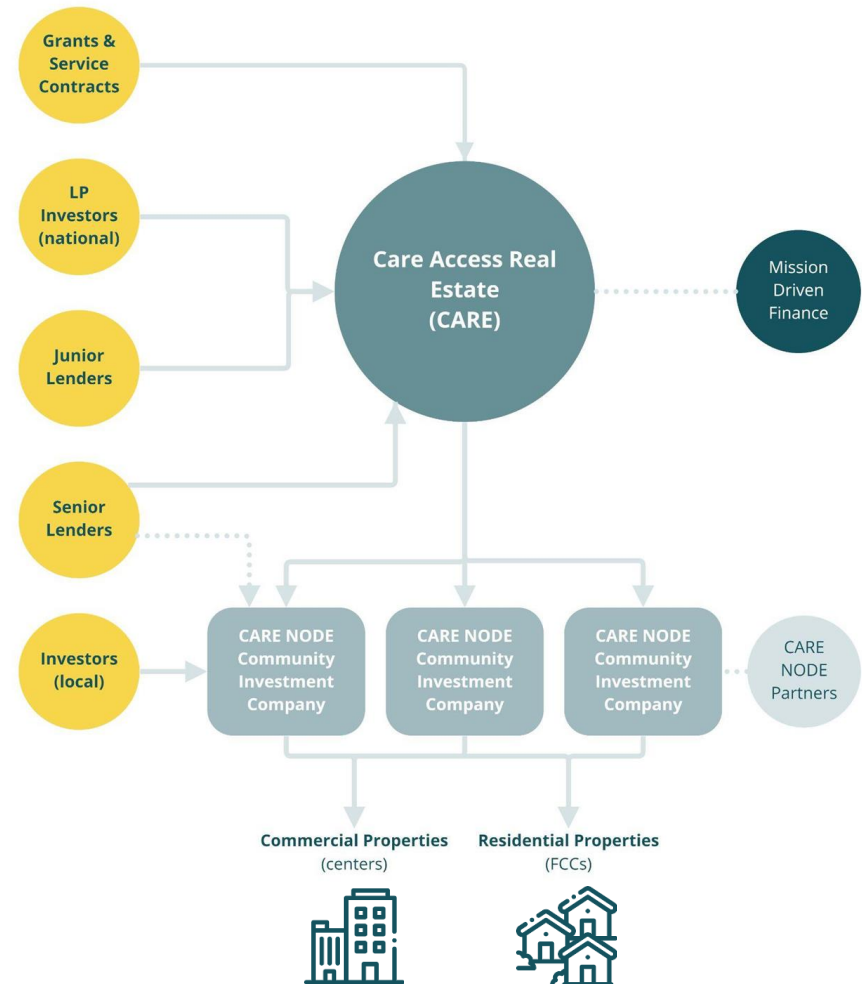 Grants &
Service
Contracts
LP
Investors
(national)
Care Access Real
Estate
(CARE)
Mission
Driven
Finance
Junior
Lenders
Senior
Lenders
Investors
(local)
CARE NODE
Community
Investment
Company
CARE NODE
Community
Investment
Company
CARE NODE
Community
Investment
Company
CARE
NODE
Partners
Commercial Properties
(centers)
Residential Properties
(FCCs)